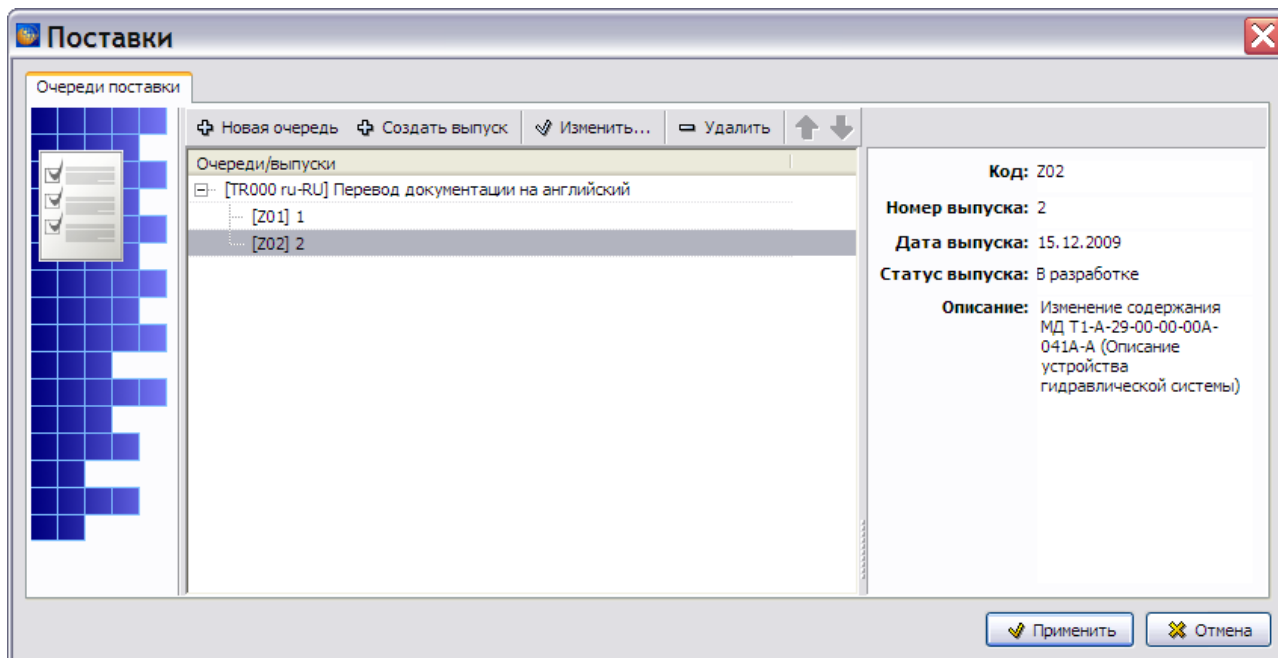 Поставки
Очереди поставки
Новая очередь Создать выпуск Изменить... Удалить
Очереди/выпуски
[TR000 ru-RU] Перевод документации на английский
[Z01] 1
[Z02] 2
Код: Z02
Номер выпуска: 2
Дата выпуска: 15.12.2009
Статус выпуска: В разработке
Описание: Изменение содержания
МД Т1-А-29-00-00-00А-
041А-А (Описание
устройства
гидравлической системы)
Применить Отмена